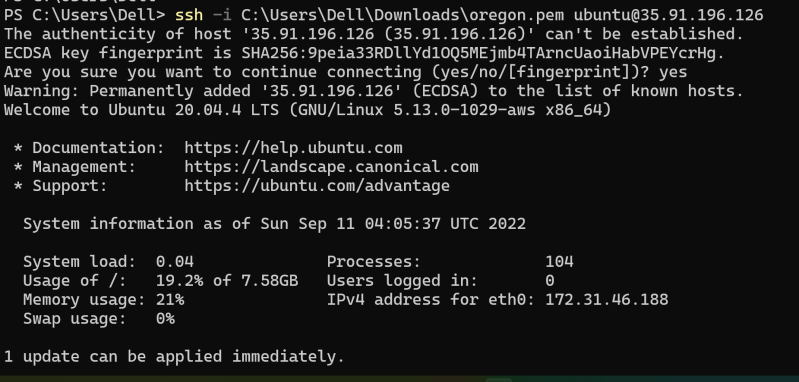 PS C:\Users\Dell> ssh -i C:\Users\Dell\Downloads\oregon.pem ubuntu@35.91.196.126
The authenticity of host '35.91.196.126 (35.91.196.126)' can't be established.
ECDSA key fingerprint is SHA256:9peia33RDllYd1OQ5MEjmb4TArncUaoiHabVPEYcrHg.
Are you sure you want to continue connecting (yes/no/[fingerprint])? yes
Warning: Permanently added '35.91.196.126' (ECDSA) to the list of known hosts.
Welcome to Ubuntu 20.04.4 LTS (GNU/Linux 5.13.0-1029-aws x86_64)
* Documentation: https://help.ubuntu.com
* Management: https://landscape.canonical.com
* Support: https://ubuntu.com/advantage
System information as of Sun Sep 11 04:05:37 UTC 2022
System load: 0.04 Processes: 104
Usage of /: 19.2% of 7.58GB Users logged in: 0
Memory usage: 21% IPv4 address for eth0: 172.31.46.188
Swap usage: 0%
1 update can be applied immediately.